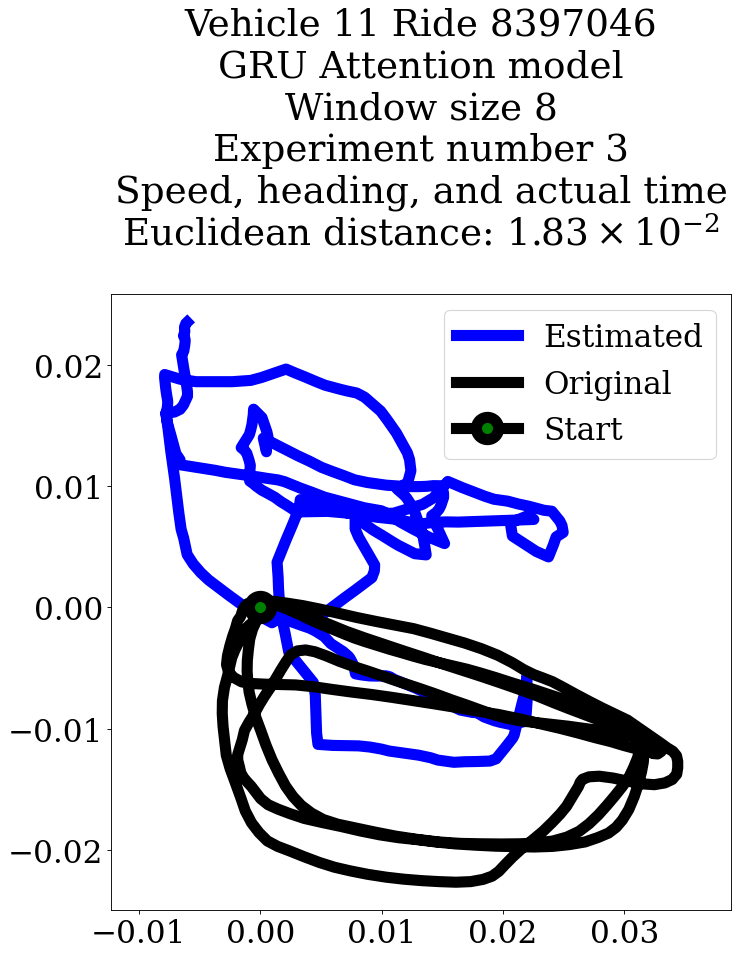 Vehicle 11 Ride 8397046
GRU Attention model
Window size 8
Experiment number 3
Speed, heading, and actual time
Euclidean distance: 1.83 × 10⁻²
Estimated
Original
Start
0.02
0.01
0.00
−0.01
−0.02
−0.01 0.00 0.01 0.02 0.03